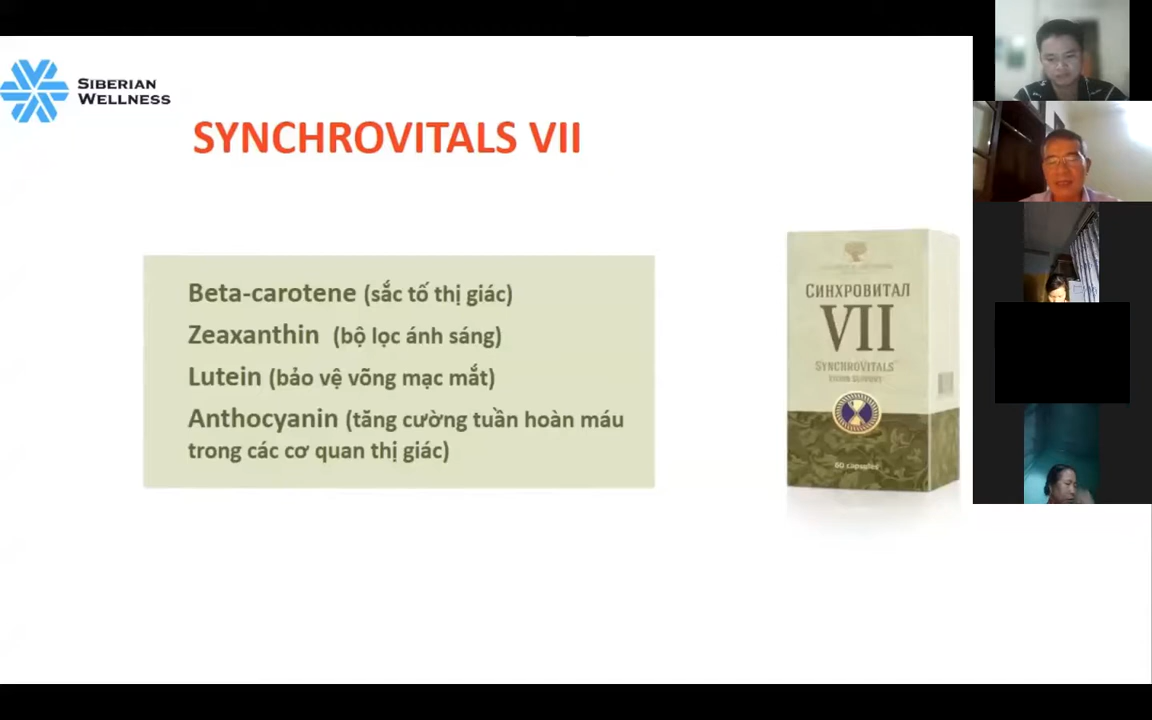 SIBERIAN
WELLNESS
SYNCHROVITALS VII
Beta-carotene (sắc tố thị giác)
Zeaxanthin (bộ lọc ánh sáng)
Lutein (bảo vệ võng mạc mắt)
Anthocyanin (tăng cường tuần hoàn máu
trong các cơ quan thị giác)
СИНХРОВИТАЛ
VII
SYNCHROVITALS
VISION SUPPORT
60 capsules